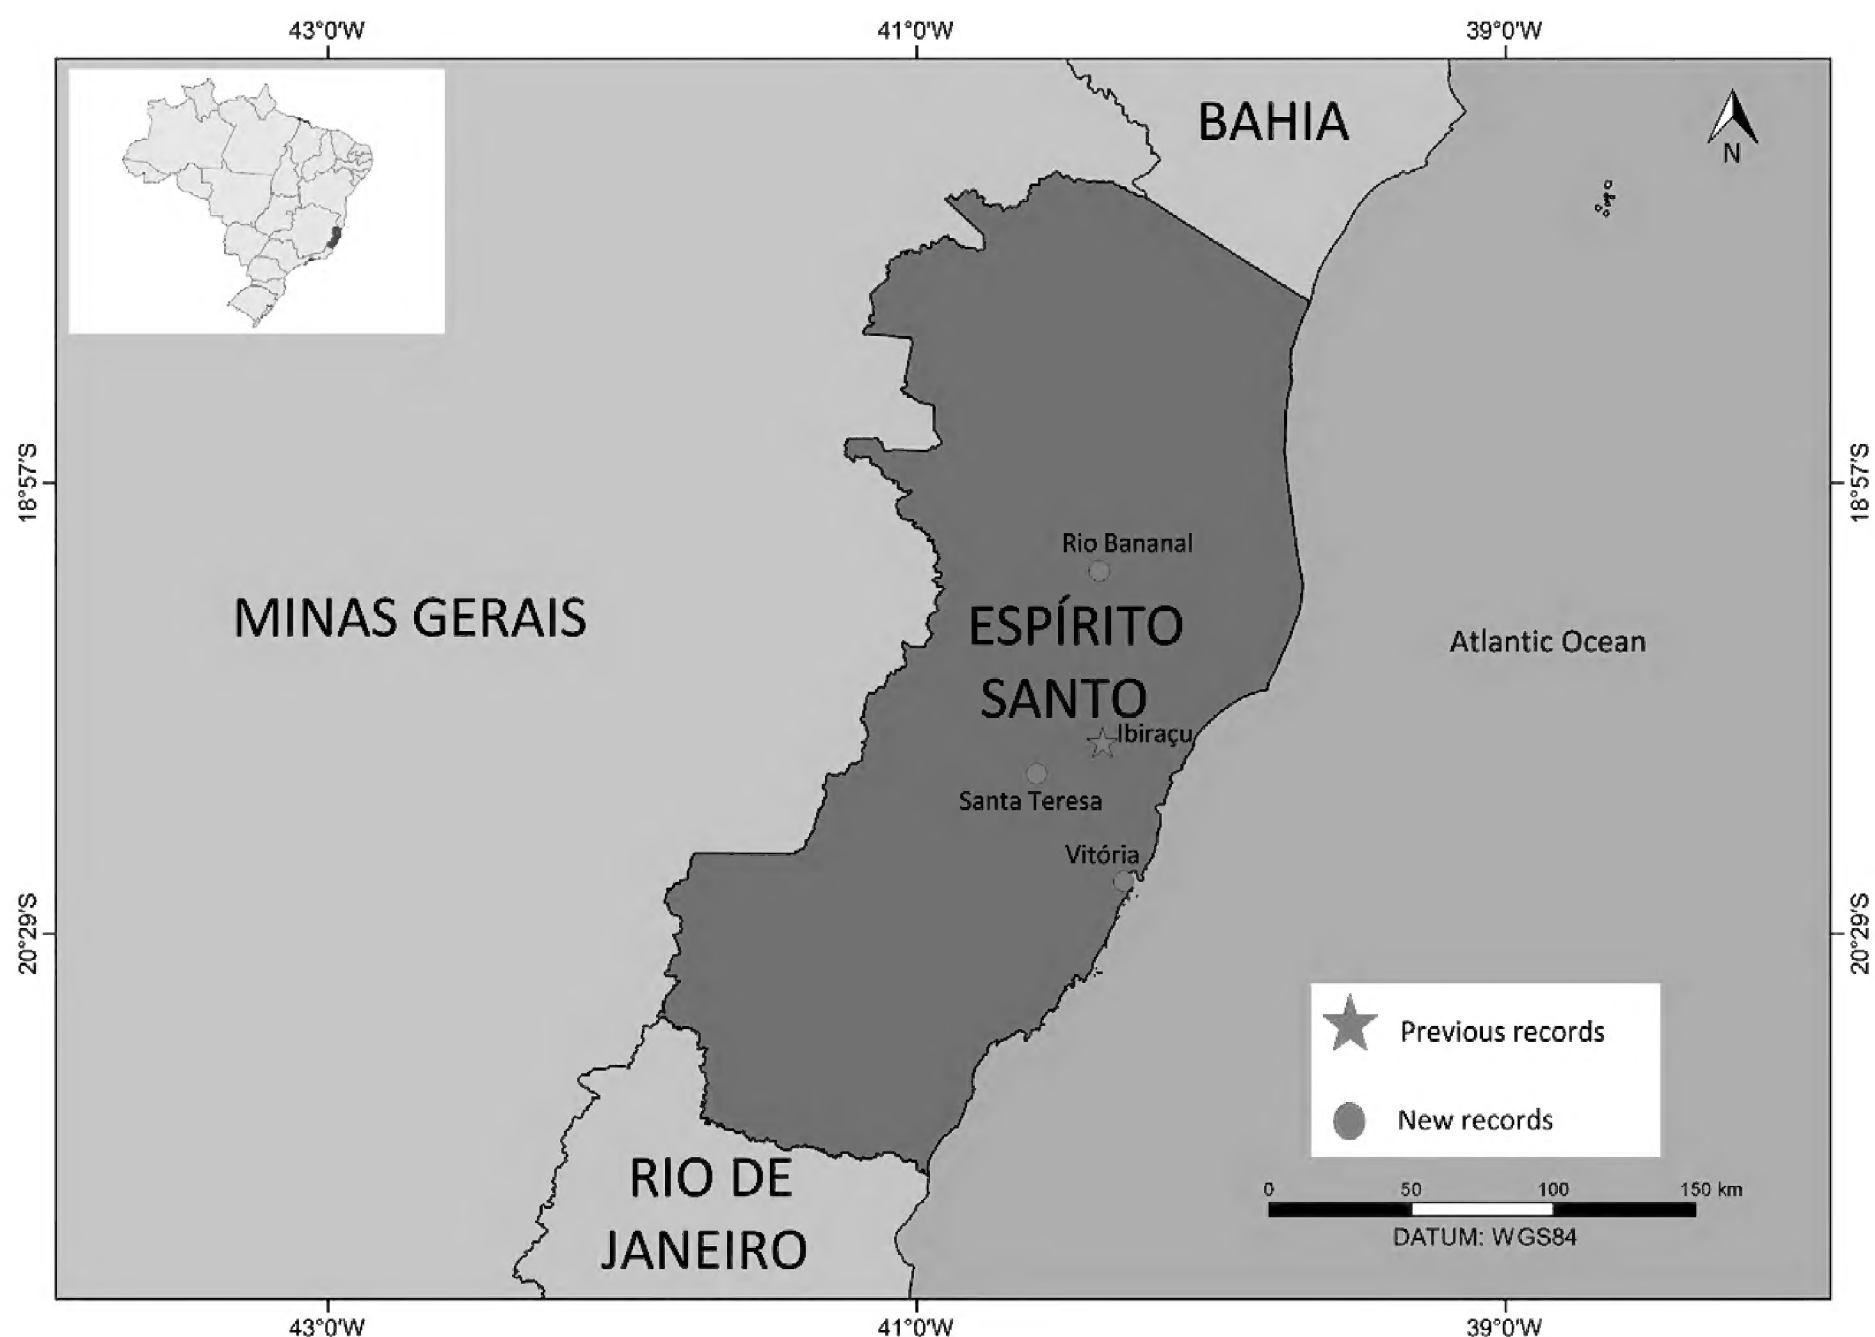 43°0'W
41°0'W
39°0'W
BAHIA
N
18°57'S
18°57'S
Rio Bananal
MINAS GERAIS
ESPÍRITO
SANTO
Atlantic Ocean
Ibiraçu
Santa Teresa
Vitória
20°29'S
20°29'S
Previous records
New records
RIO DE
JANEIRO
0 50 100 150 km
DATUM: WGS84
43°0'W
41°0'W
39°0'W